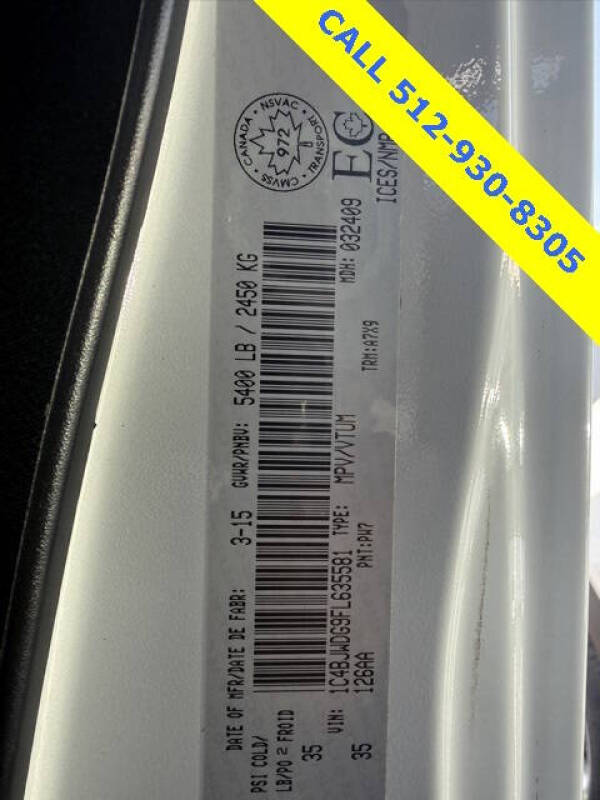 CALL 512-930-8305
DATE OF MFR/DATE DE FABR: 3-15 GVWR/PNBV: 5400 LB / 2450 KG
PSI COLD/
LB/PO2 FROID
35
VIN: 1C4BJWDG9FL635581 TYPE: MPV/VTUM MDH: 032409
35 126AA PNT:PW7 TRM:A7X9
CANADA NSVAC TRANSPORT CMVSS
972
EC
ICES/NMB